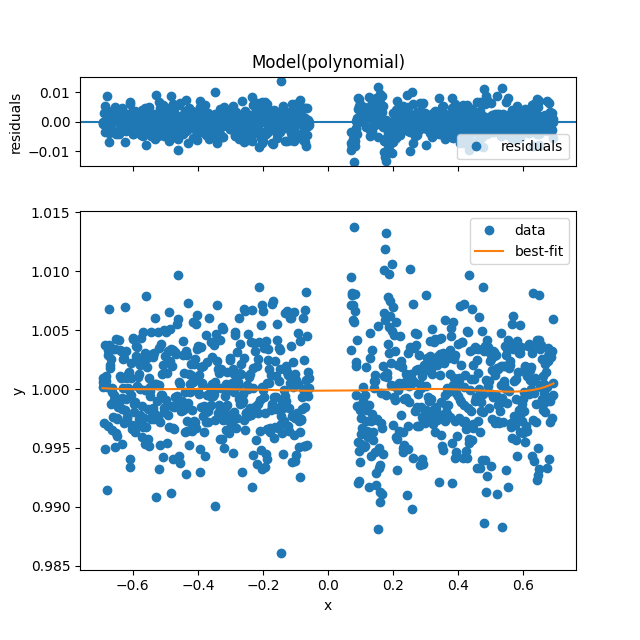 Model(polynomial)
residuals
0.01
0.00
−0.01
residuals
y
1.015
1.010
1.005
1.000
0.995
0.990
0.985
data
best-fit
−0.6 −0.4 −0.2 0.0 0.2 0.4 0.6
x